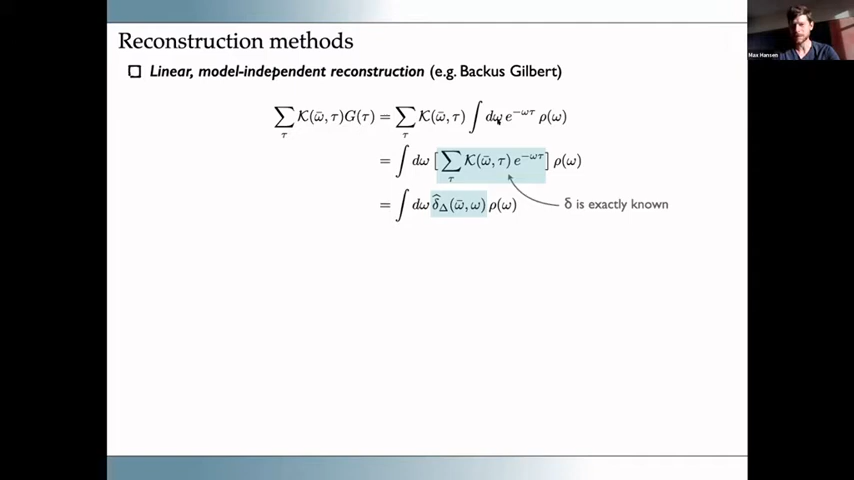 Reconstruction methods
Linear, model-independent reconstruction (e.g. Backus Gilbert)
∑_τ 𝒦(ω̄, τ)G(τ) = ∑_τ 𝒦(ω̄, τ) ∫ dω e^{−ωτ} ρ(ω)
= ∫ dω [∑_τ 𝒦(ω̄, τ) e^{−ωτ}] ρ(ω)
= ∫ dω δ̂_Δ(ω̄, ω) ρ(ω)
δ is exactly known
Max Hansen